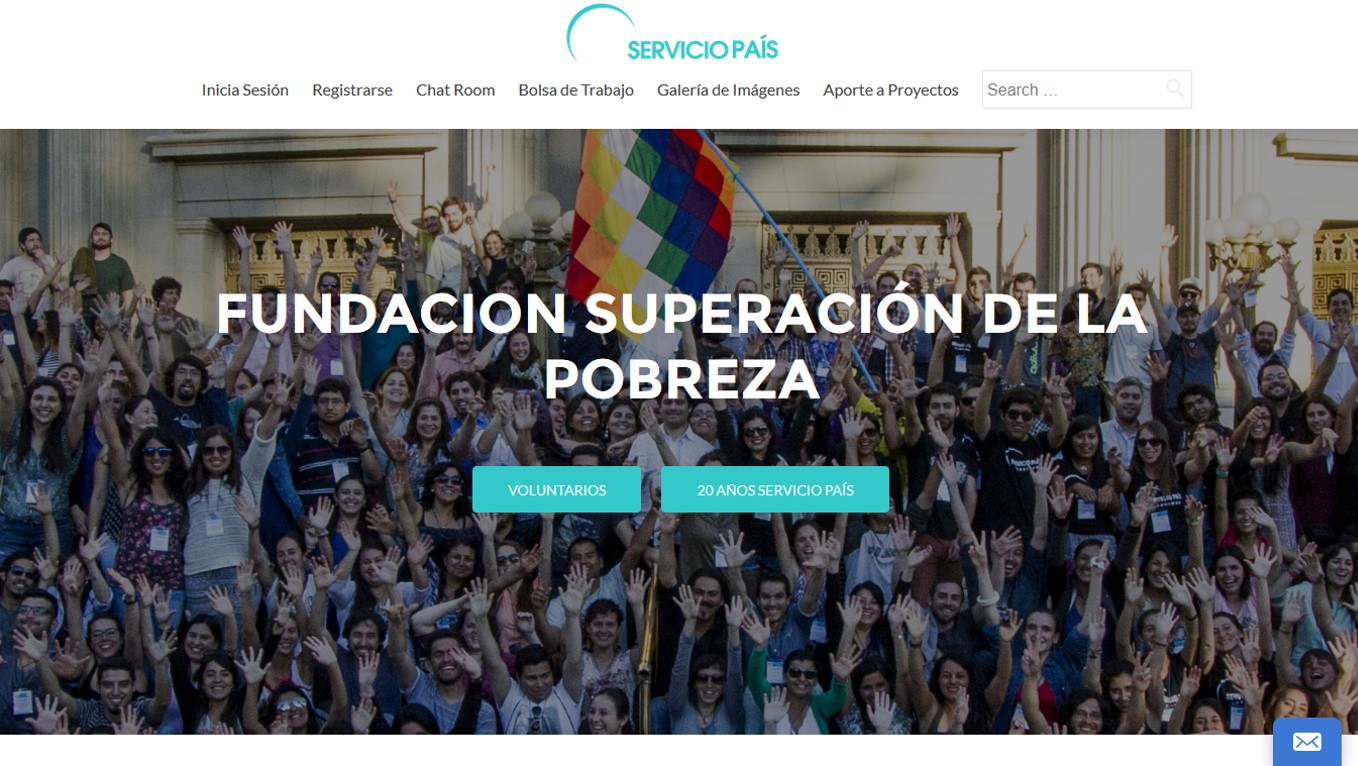 SERVICIO PAÍS
Inicia Sesión Registrarse Chat Room Bolsa de Trabajo Galería de Imágenes Aporte a Proyectos Search ...
FUNDACION SUPERACIÓN DE LA
POBREZA
VOLUNTARIOS 20 AÑOS SERVICIO PAÍS